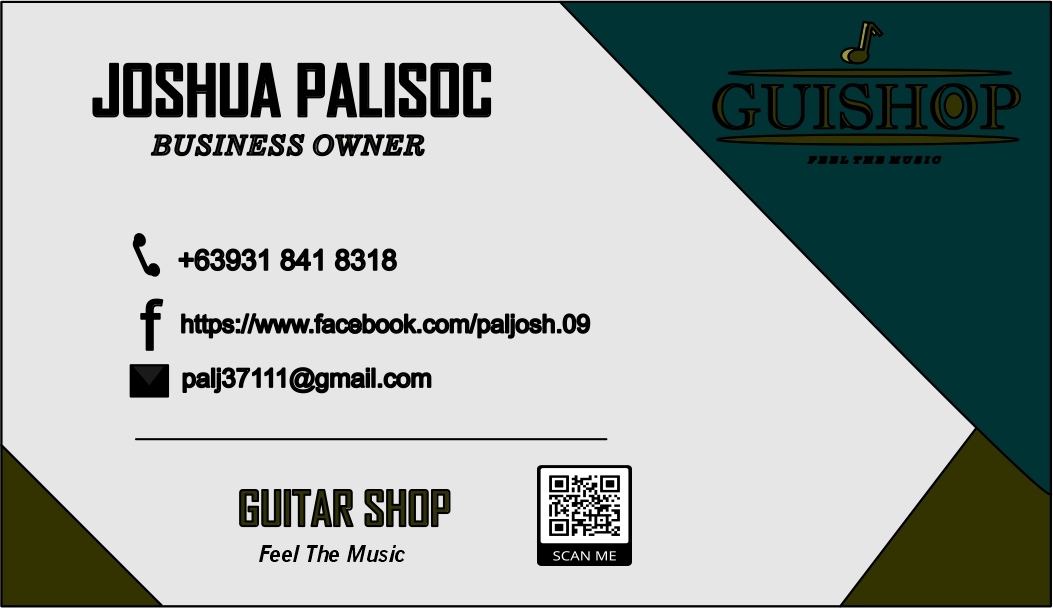 JOSHUA PALISOC
BUSINESS OWNER
GUISHOP
FEEL THE MUSIC
+63931 841 8318
https://www.facebook.com/paljosh.09
palj37111@gmail.com
GUITAR SHOP
Feel The Music
SCAN ME